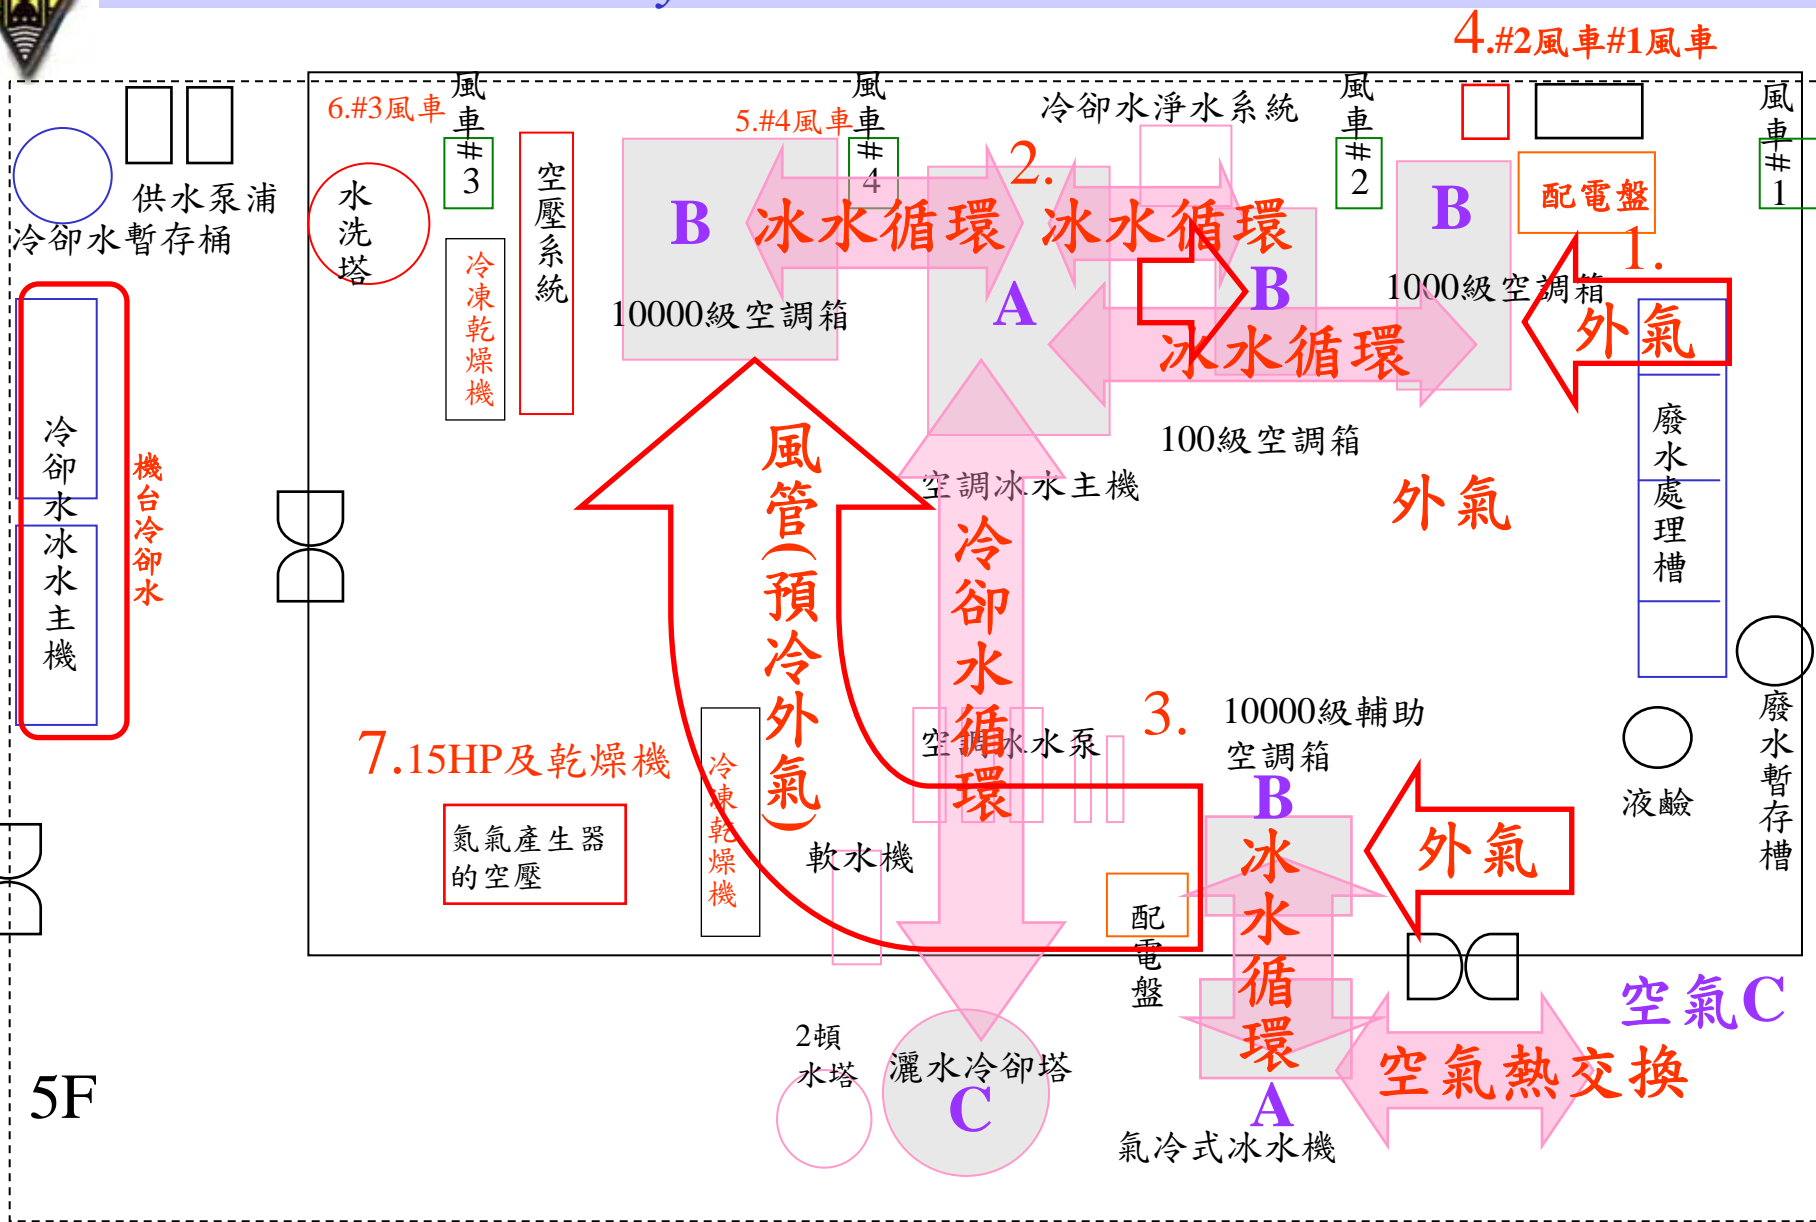 4.#2風車#1風車
6.#3風車
風車#3
5.#4風車
風車#4
冷卻水淨水系統
風車#2
風車#1
供水泵浦
冷卻水暫存桶
水洗塔
空壓系統
冷凍乾燥機
B
10000級空調箱
冰水循環
2.
A
冰水循環
B
冰水循環
B
1000級空調箱
配電盤
1.
外氣
100級空調箱
空調冰水主機
外氣
廢水處理槽
冷卻水冰水主機
機台冷卻水
風管(預冷外氣)
冷卻水循環
空調冰水泵
3.
10000級輔助
空調箱
B
冰水循環
外氣
液鹼
廢水暫存槽
7.15HP及乾燥機
氮氣產生器
的空壓
冷凍乾燥機
軟水機
配電盤
空氣C
空氣熱交換
A
氣冷式冰水機
2頓
水塔
灑水冷卻塔
C
5F